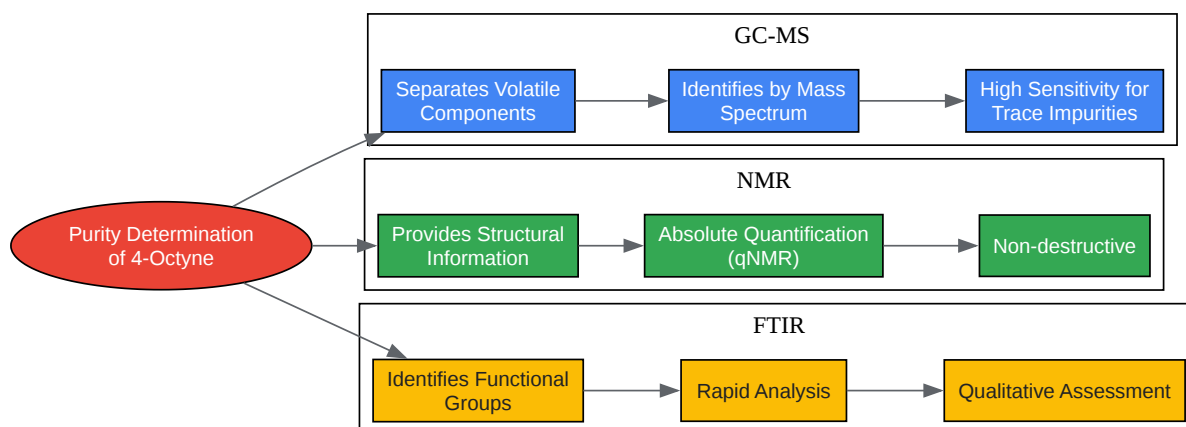 GC-MS
Separates Volatile
Components
Identifies by Mass
Spectrum
High Sensitivity for
Trace Impurities
NMR
Purity Determination
of 4-Octyne
Provides Structural
Information
Absolute Quantification
(qNMR)
Non-destructive
FTIR
Identifies Functional
Groups
Rapid Analysis
Qualitative Assessment